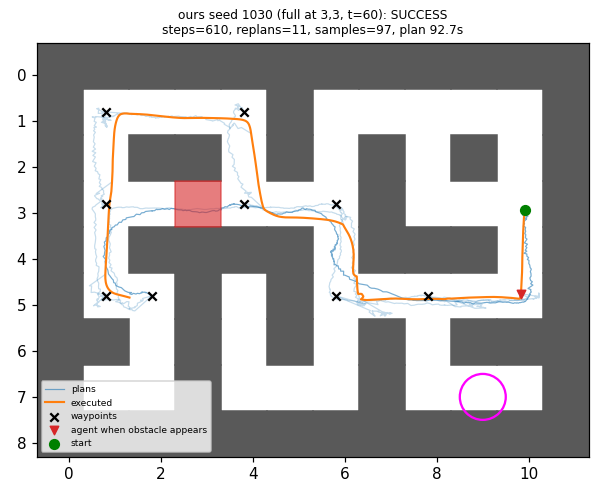 ours seed 1030 (full at 3,3, t=60): SUCCESS
steps=610, replans=11, samples=97, plan 92.7s
0
1
2
3
4
5
6
7
8
plans
executed
waypoints
agent when obstacle appears
start
0 2 4 6 8 10